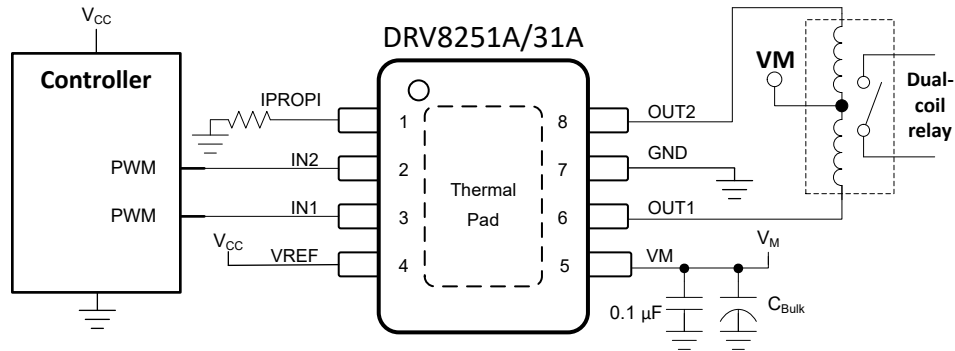 VCC
DRV8251A/31A
Controller
IPROPI
1
8
OUT2
VM
Dual-
coil
relay
PWM
IN2
2
7
GND
Thermal
Pad
PWM
IN1
3
6
OUT1
VCC
VREF
4
5
VM
VM
0.1 µF
CBulk